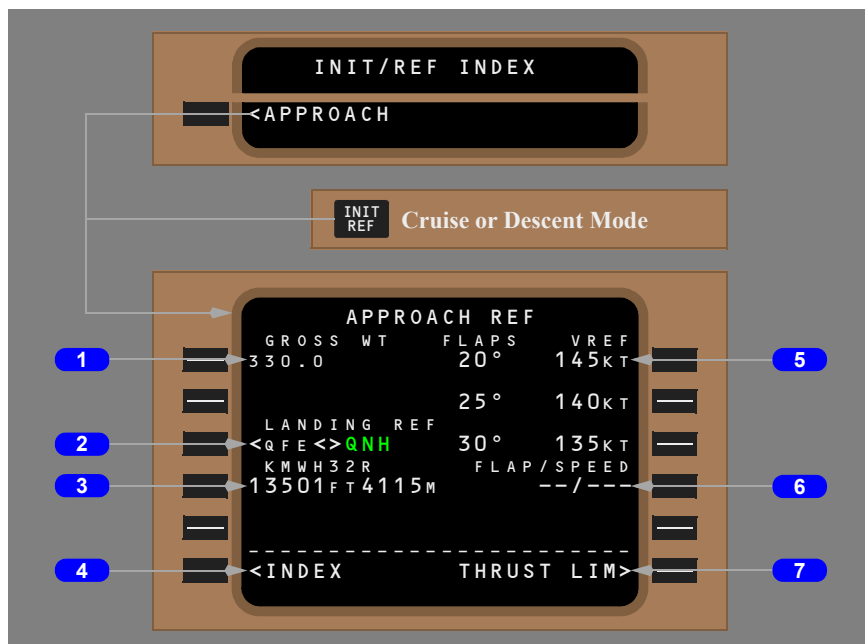 INIT/REF INDEX
<APPROACH
INIT REF Cruise or Descent Mode
APPROACH REF
GROSS WT FLAPS VREF
1 330.0 20° 145KT 5
25° 140KT
LANDING REF
2 <QFE<>QNH 30° 135KT
KMWH32R FLAP/SPEED
3 13501FT4115M --/--- 6
----------------------------
4 <INDEX THRUST LIM> 7